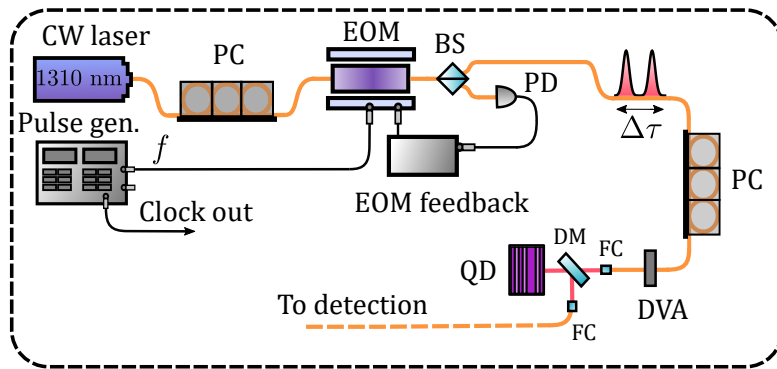 CW laser
1310 nm
PC
EOM
BS
PD
Δτ
Pulse gen.
f
Clock out
EOM feedback
PC
QD
DM
FC
DVA
To detection
FC